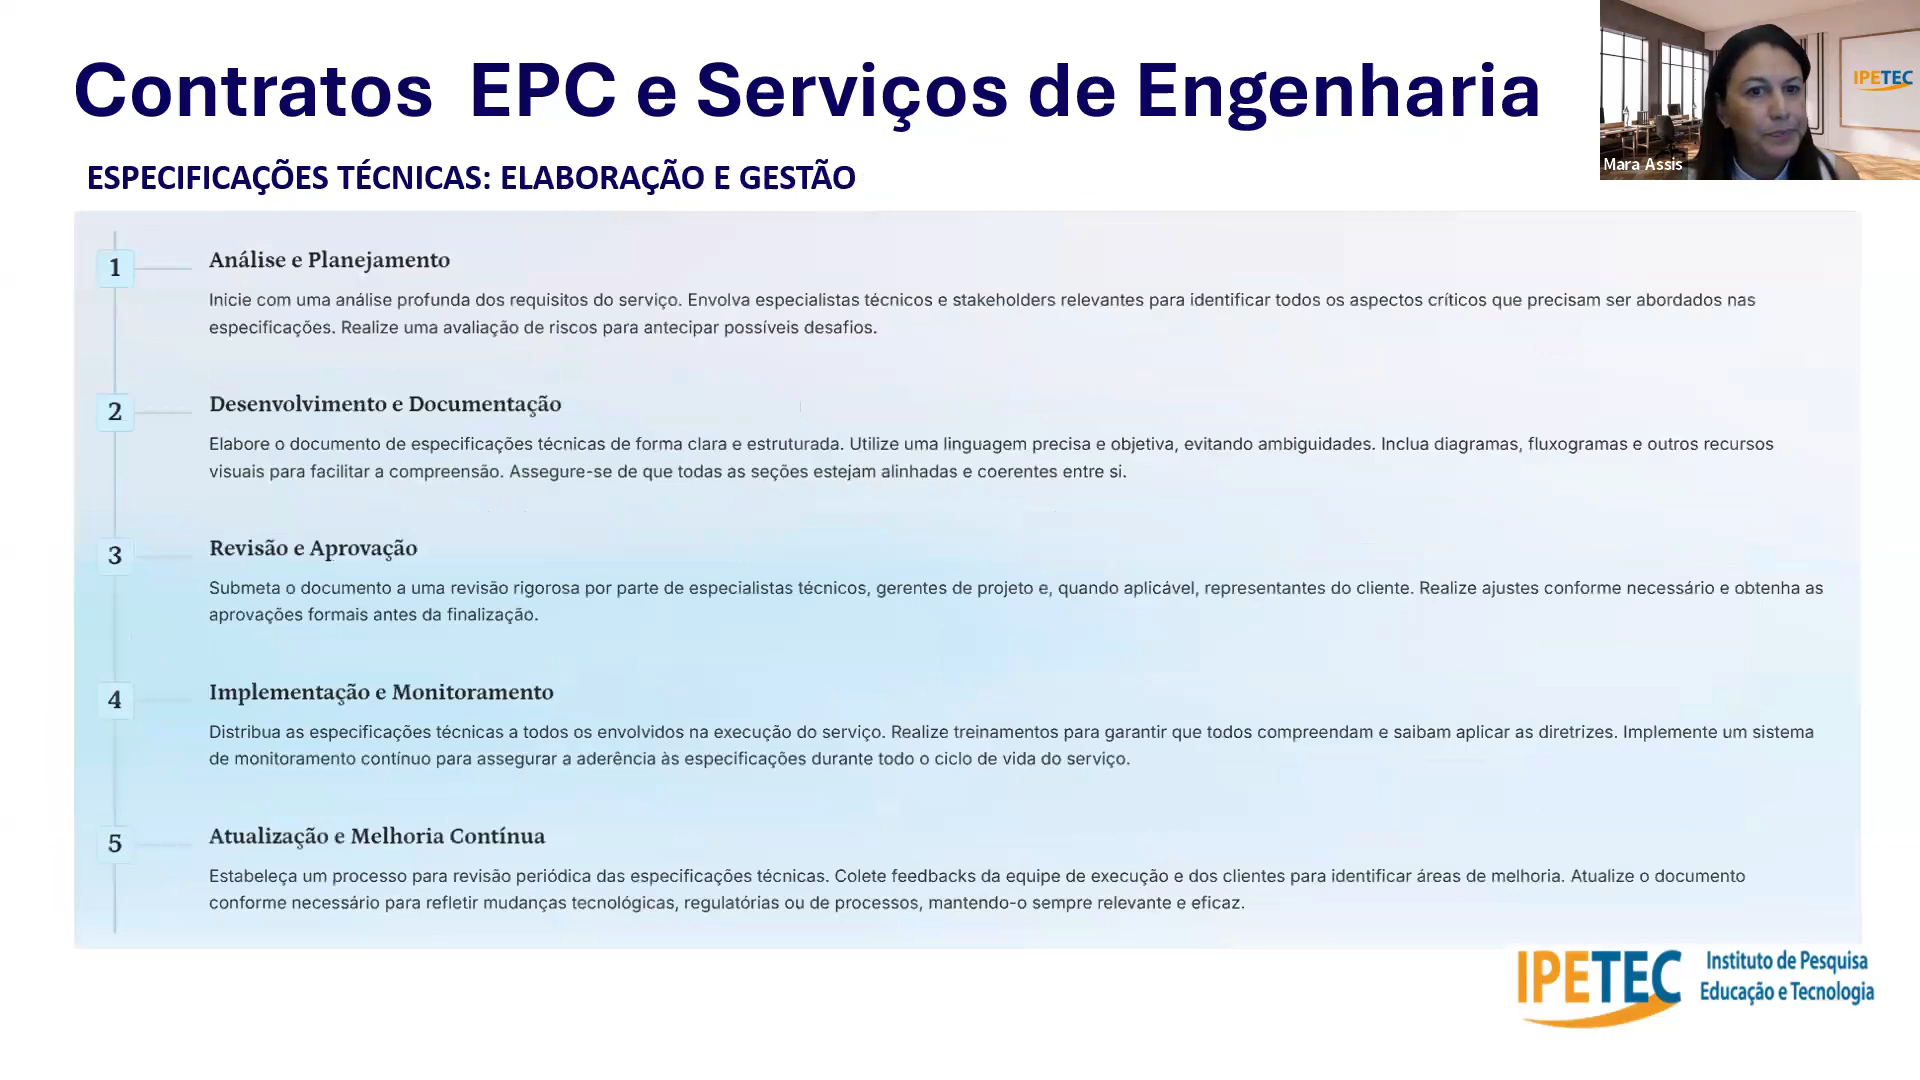 Contratos EPC e Serviços de Engenharia
IPETEC
Mara Assis
ESPECIFICAÇÕES TÉCNICAS: ELABORAÇÃO E GESTÃO
1
Análise e Planejamento
Inicie com uma análise profunda dos requisitos do serviço. Envolva especialistas técnicos e stakeholders relevantes para identificar todos os aspectos críticos que precisam ser abordados nas
especificações. Realize uma avaliação de riscos para antecipar possíveis desafios.
2
Desenvolvimento e Documentação
Elabore o documento de especificações técnicas de forma clara e estruturada. Utilize uma linguagem precisa e objetiva, evitando ambiguidades. Inclua diagramas, fluxogramas e outros recursos
visuais para facilitar a compreensão. Assegure-se de que todas as seções estejam alinhadas e coerentes entre si.
3
Revisão e Aprovação
Submeta o documento a uma revisão rigorosa por parte de especialistas técnicos, gerentes de projeto e, quando aplicável, representantes do cliente. Realize ajustes conforme necessário e obtenha as
aprovações formais antes da finalização.
4
Implementação e Monitoramento
Distribua as especificações técnicas a todos os envolvidos na execução do serviço. Realize treinamentos para garantir que todos compreendam e saibam aplicar as diretrizes. Implemente um sistema
de monitoramento contínuo para assegurar a aderência às especificações durante todo o ciclo de vida do serviço.
5
Atualização e Melhoria Contínua
Estabeleça um processo para revisão periódica das especificações técnicas. Colete feedbacks da equipe de execução e dos clientes para identificar áreas de melhoria. Atualize o documento
conforme necessário para refletir mudanças tecnológicas, regulatórias ou de processos, mantendo-o sempre relevante e eficaz.
IPETEC
Instituto de Pesquisa
Educação e Tecnologia